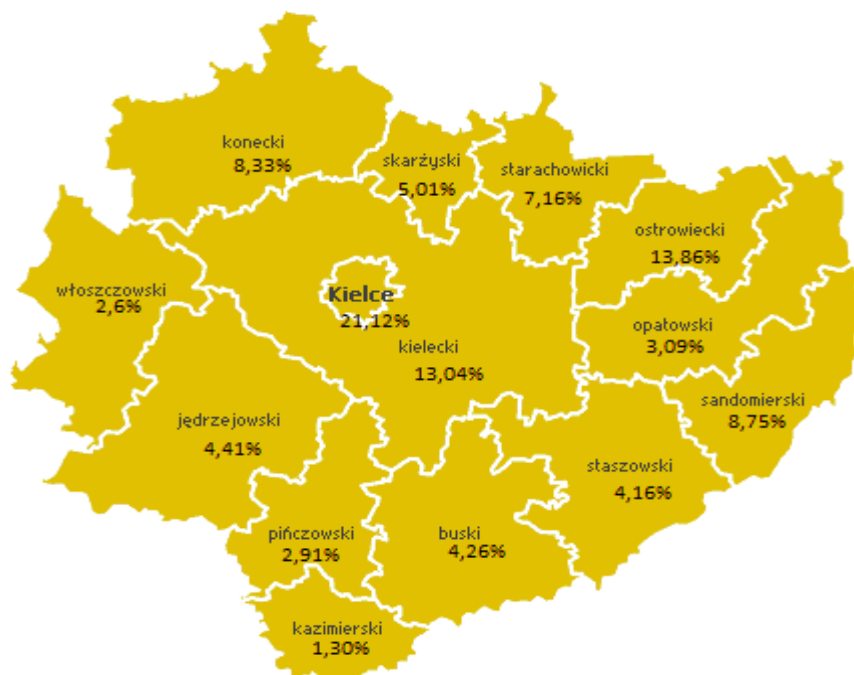 konecki
8,33%
skarżyski
5,01%
starachowicki
7,16%
ostrowiecki
13,86%
włoszczowski
2,6%
Kielce
21,12%
kielecki
13,04%
opatowski
3,09%
sandomierski
8,75%
jędrzejowski
4,41%
staszowski
4,16%
pińczowski
2,91%
buski
4,26%
kazimierski
1,30%